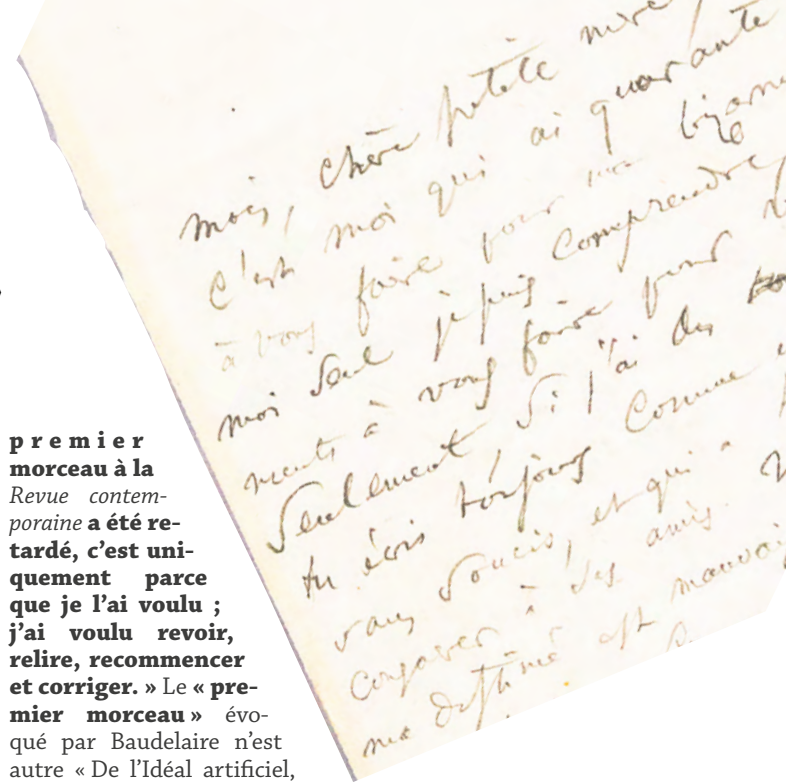 premier
morceau à la
Revue contem-
poraine a été re-
tardé, c'est uni-
quement parce
que je l'ai voulu ;
j'ai voulu revoir,
relire, recommencer
et corriger. » Le « pre-
mier morceau » évo-
qué par Baudelaire n'est
autre « De l'Idéal artificiel,
mois, chère petite mère
c'est moi qui ai quarante
à vous faire pour ma
moi seul je puis comprendre
ments à vous faire pour
Seulement, si j'ai du
tu écris toujours comme
sans soucis, et qui a
à des amis.
ma destinée est mauvai